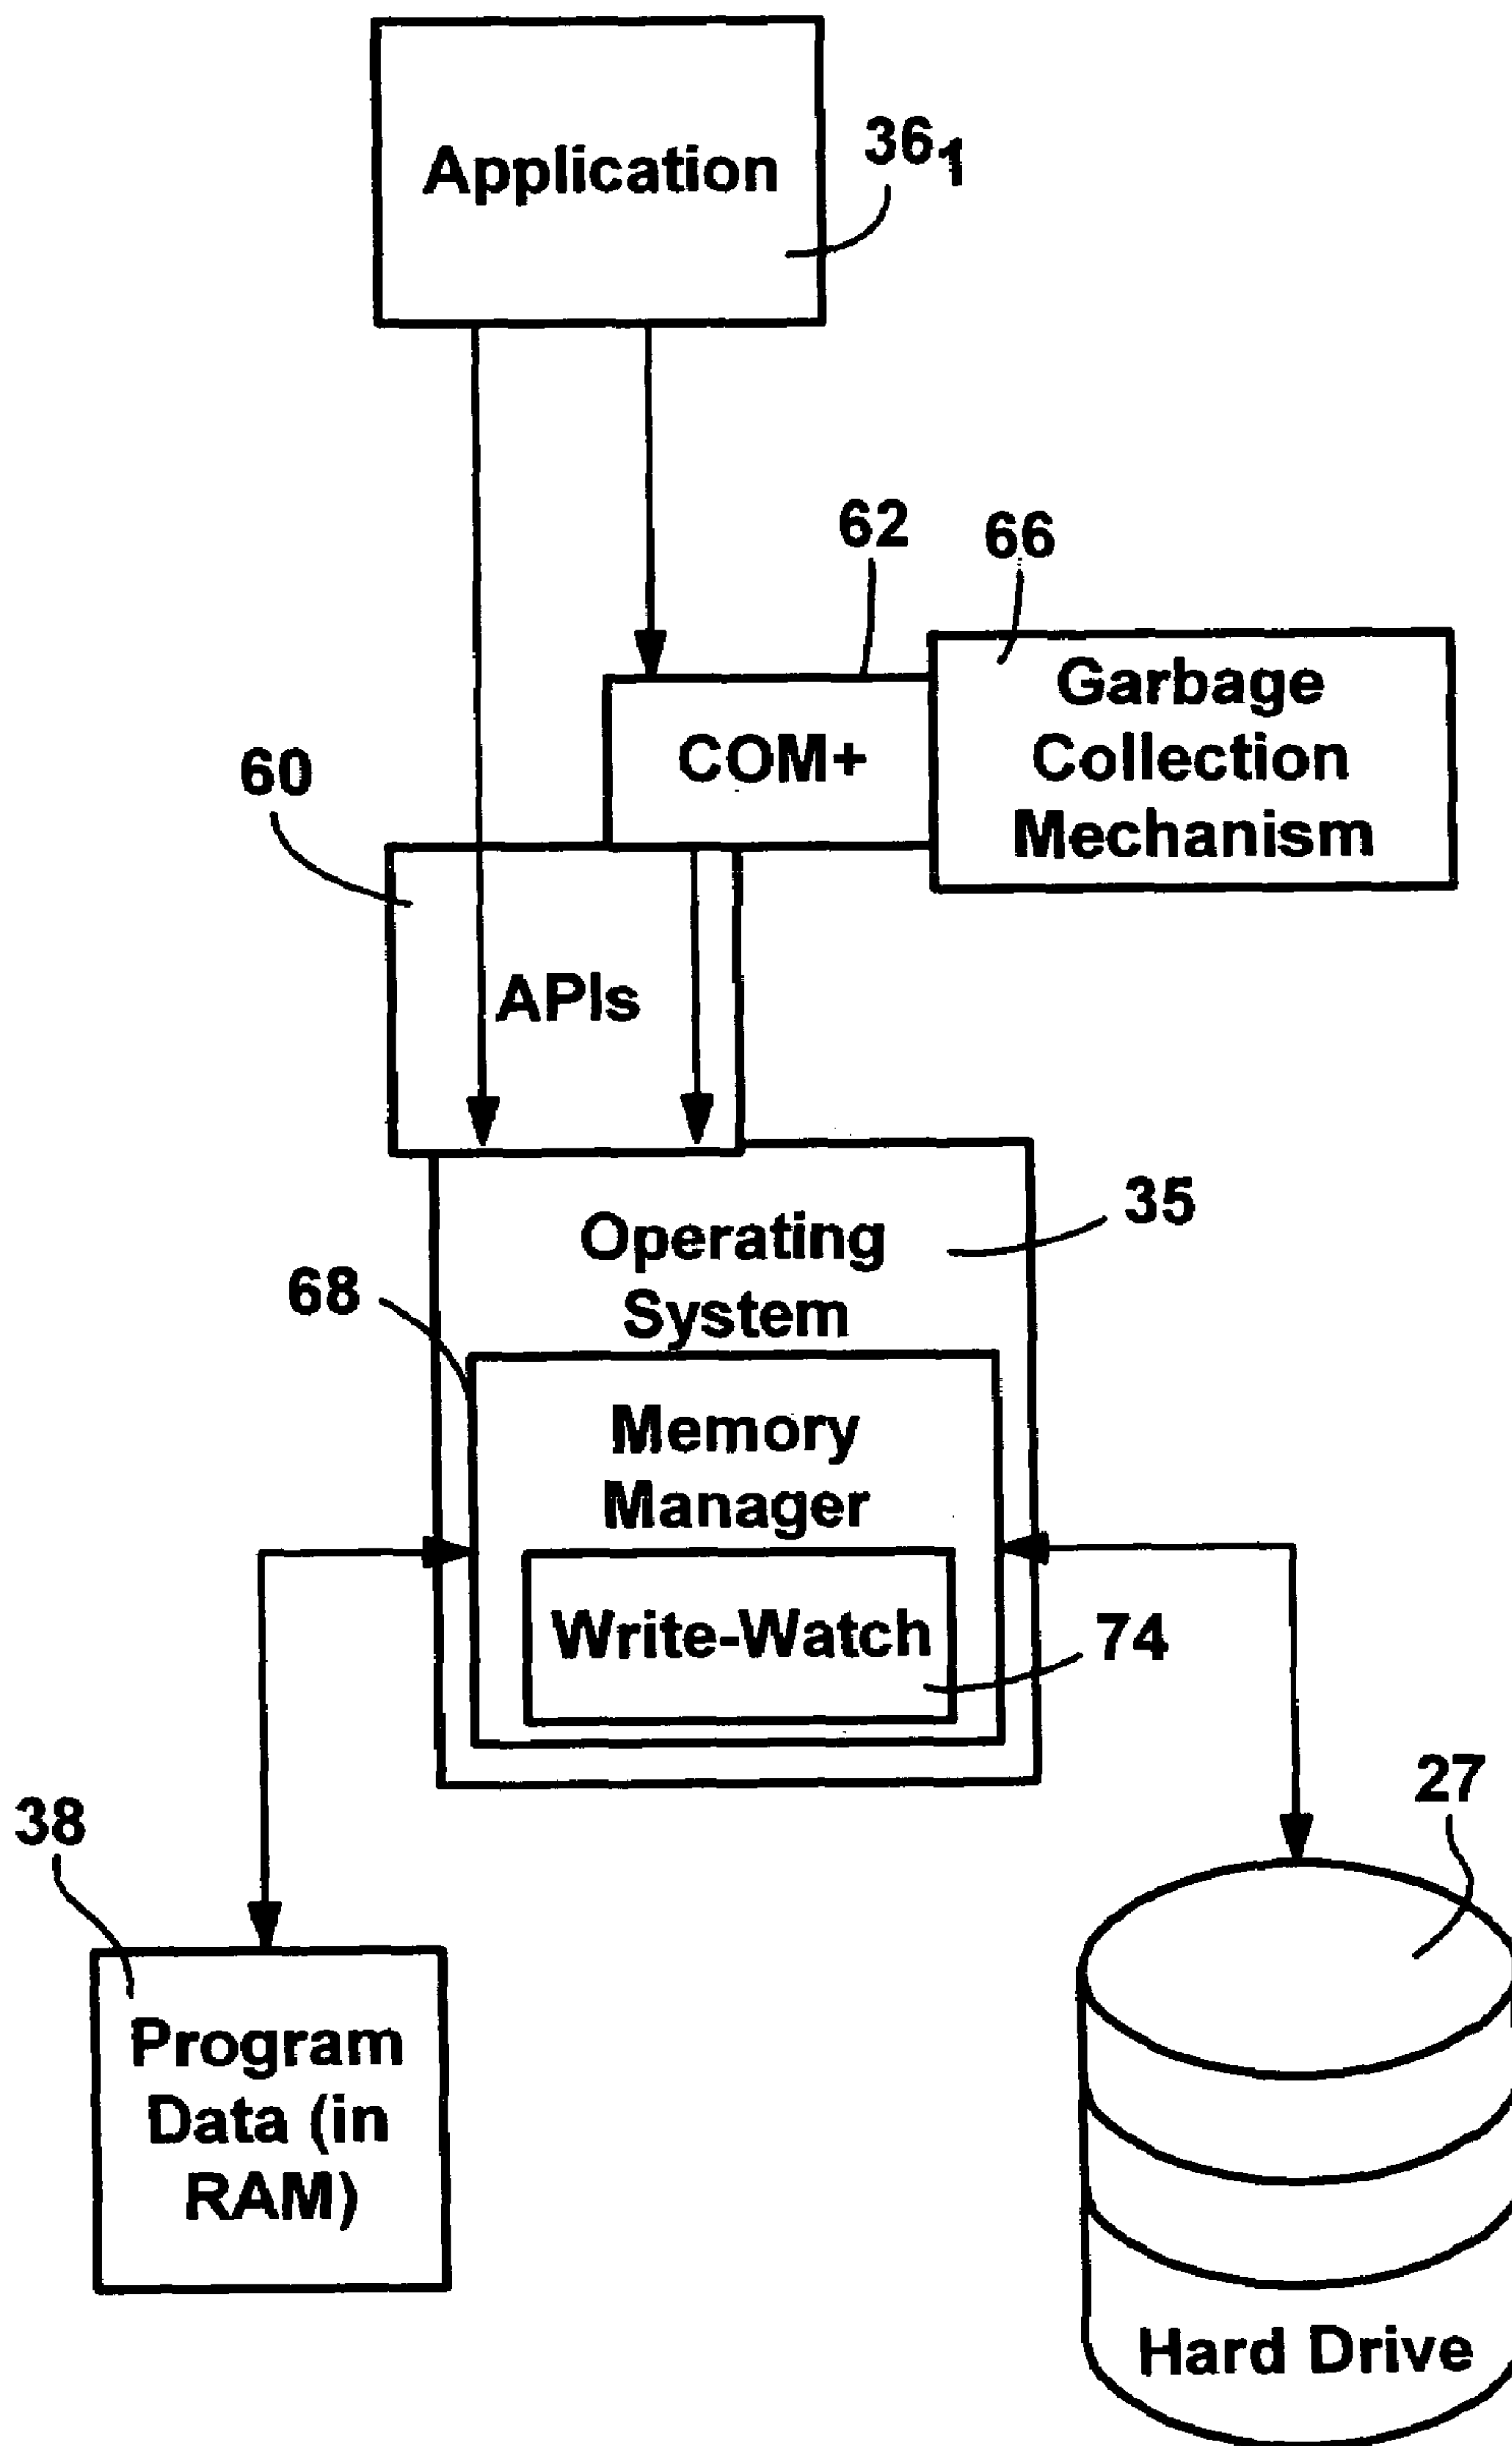 Application
36₁
62
66
Garbage
Collection
Mechanism
COM+
60
APIs
35
Operating
System
68
Memory
Manager
Write-Watch
74
27
38
Program
Data (in
RAM)
Hard Drive